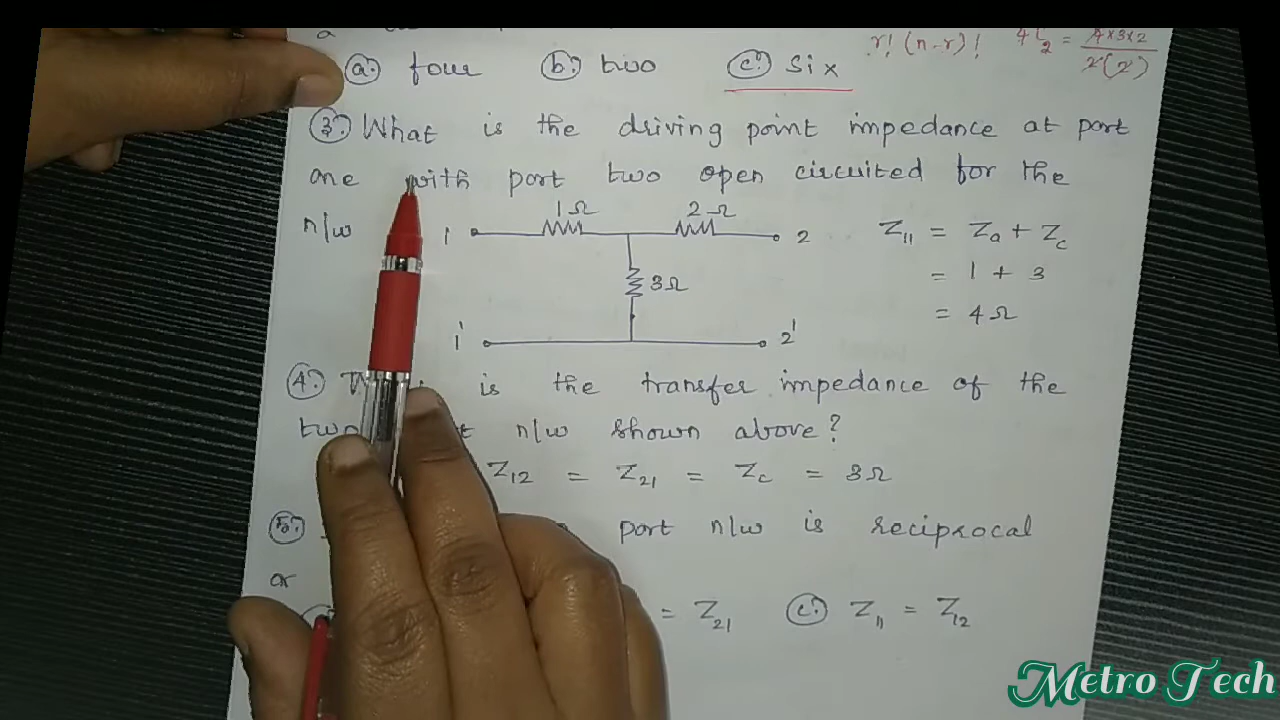 r! (n-r)! 4C2 = 4x3x2 / 2(2)
(a.) four (b.) two (c.) Six
(3.) What is the driving point impedance at port
one with port two open circuited for the
n/w
1Ω 2Ω
1 2
3Ω
1' 2'
Z11 = Za + Zc
= 1 + 3
= 4Ω
(4.) is the transfer impedance of the
two n/w shown above?
Z12 = Z21 = Zc = 3Ω
(5.) port n/w is reciprocal
or
= Z21 (c.) Z11 = Z12
Metro Tech